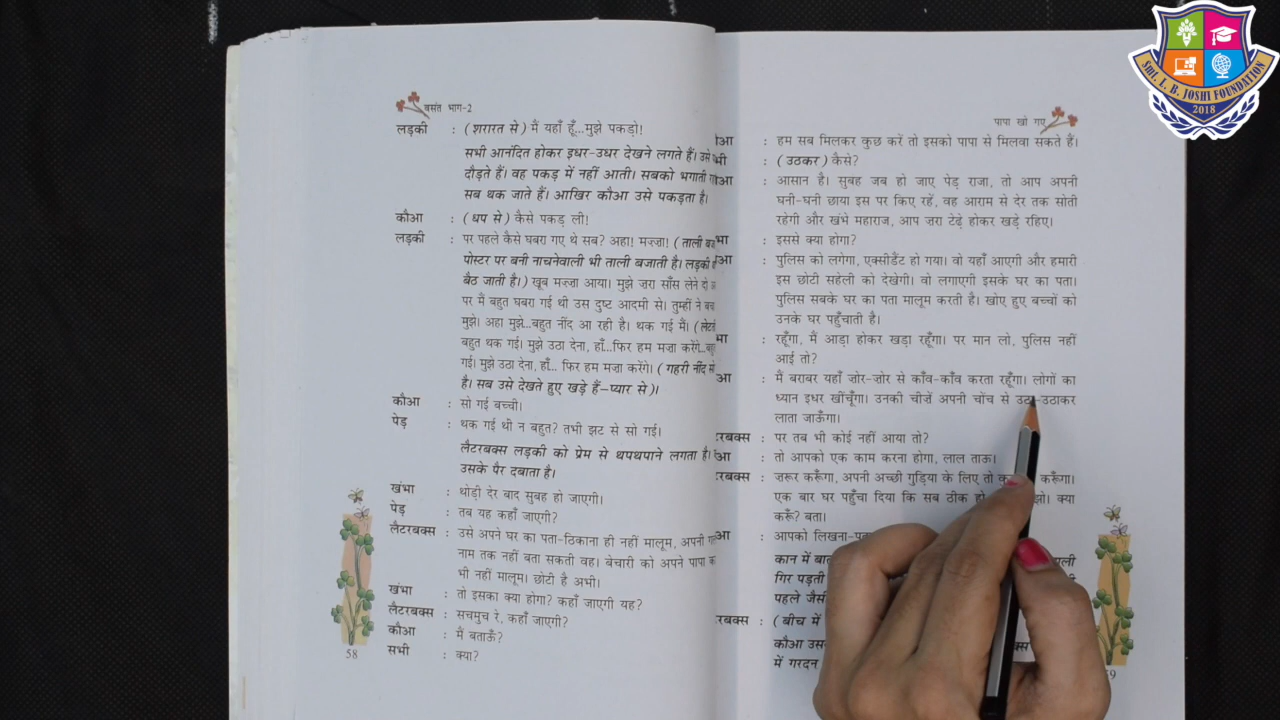 वसंत भाग-2
लड़की : (शरारत से) मैं यहाँ हूँ...मुझे पकड़ो!
सभी आनंदित होकर इधर-उधर देखने लगते हैं। उसे
दौड़ते हैं। वह पकड़ में नहीं आती। सबको भगाती
सब थक जाते हैं। आखिर कौआ उसे पकड़ता है।
कौआ : (धप से) कैसे पकड़ ली!
लड़की : पर पहले कैसे घबरा गए थे सब? अहा! मज़्ज़ा! (ताली
पोस्टर पर बनी नाचनेवाली भी ताली बजाती है। लड़की
बैठ जाती है।) खूब मज़्ज़ा आया। मुझे ज़रा साँस लेने दो
पर मैं बहुत घबरा गई थी उस दुष्ट आदमी से। तुम्हीं ने
मुझे। अहा मुझे...बहुत नींद आ रही है। थक गई मैं।
बहुत थक गई। मुझे उठा देना, हाँ...फिर हम मज़ा करेंगे...
गई। मुझे उठा देना, हाँ... फिर हम मज़ा करेंगे। (गहरी नींद
है। सब उसे देखते हुए खड़े हैं–प्यार से)।
कौआ : सो गई बच्ची।
पेड़ : थक गई थी न बहुत? तभी झट से सो गई।
लैटरबक्स लड़की को प्रेम से थपथपाने लगता है।
उसके पैर दबाता है।
खंभा : थोड़ी देर बाद सुबह हो जाएगी।
पेड़ : तब यह कहाँ जाएगी?
लैटरबक्स : उसे अपने घर का पता-ठिकाना ही नहीं मालूम, अपनी
नाम तक नहीं बता सकती वह। बेचारी को अपने पापा
भी नहीं मालूम। छोटी है अभी।
खंभा : तो इसका क्या होगा? कहाँ जाएगी यह?
लैटरबक्स : सचमुच रे, कहाँ जाएगी?
कौआ : मैं बताऊँ?
सभी : क्या?
58
पापा खो गए
: हम सब मिलकर कुछ करें तो इसको पापा से मिलवा सकते हैं।
: (उठकर) कैसे?
: आसान है। सुबह जब हो जाए पेड़ राजा, तो आप अपनी
घनी-घनी छाया इस पर किए रहें, वह आराम से देर तक सोती
रहेगी और खंभे महाराज, आप ज़रा टेढ़े होकर खड़े रहिए।
: इससे क्या होगा?
: पुलिस को लगेगा, एक्सीडैंट हो गया। वो यहाँ आएगी और हमारी
इस छोटी सहेली को देखेगी। वो लगाएगी इसके घर का पता।
पुलिस सबके घर का पता मालूम करती है। खोए हुए बच्चों को
उनके घर पहुँचाती है।
: रहूँगा, मैं आड़ा होकर खड़ा रहूँगा। पर मान लो, पुलिस नहीं
आई तो?
: मैं बराबर यहाँ ज़ोर-ज़ोर से काँव-काँव करता रहूँगा। लोगों का
ध्यान इधर खींचूँगा। उनकी चीज़ें अपनी चोंच से उठा-उठाकर
लाता जाऊँगा।
: पर तब भी कोई नहीं आया तो?
: तो आपको एक काम करना होगा, लाल ताऊ।
: ज़रूर करूँगा, अपनी अच्छी गुड़िया के लिए तो करूँगा।
एक बार घर पहुँचा दिया कि सब ठीक क्या
करूँ? बता।
: आपको
कान में
गिर पड़ती
पहले
: (बीच में
कौआ
में गरदन
Smt. L. B. JOSHI FOUNDATION
2018